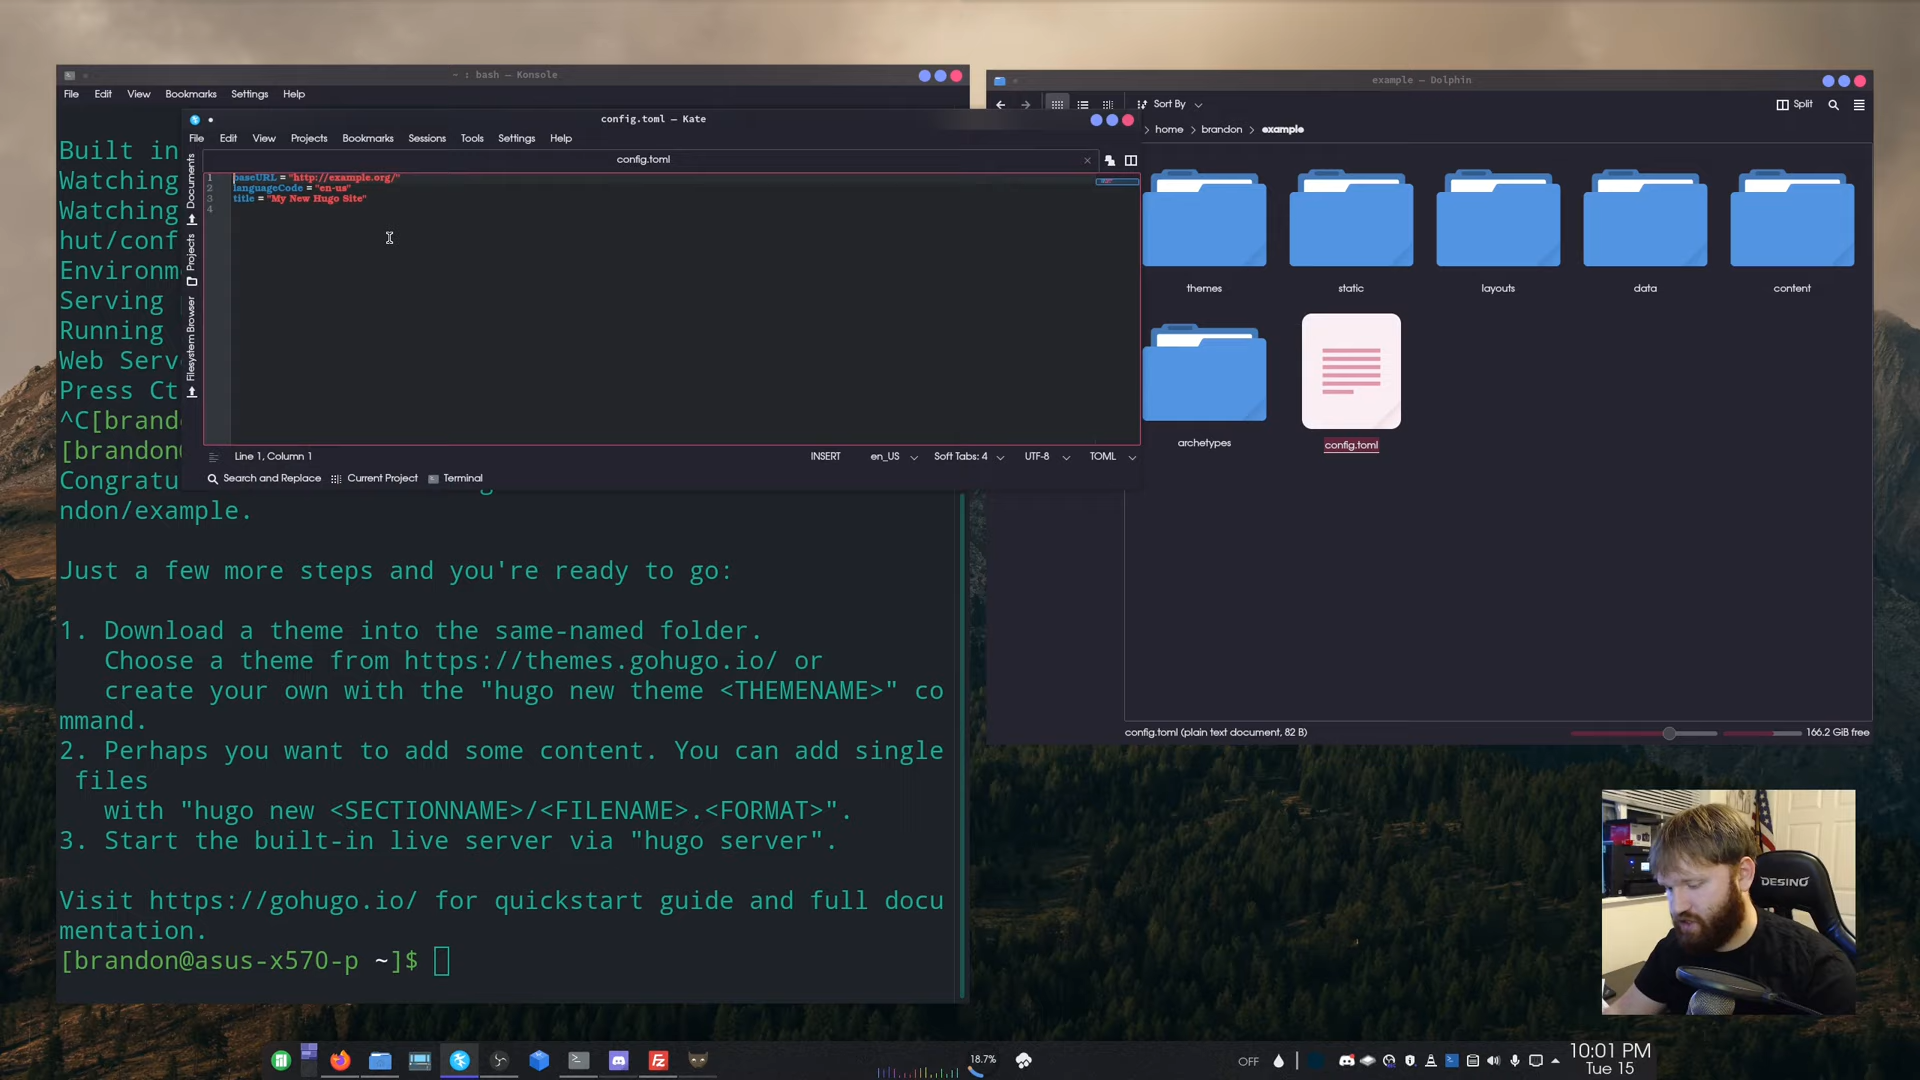 ~ : bash — Konsole
File Edit View Bookmarks Settings Help
Built in
Watching
Watching
hut/conf
Environm
Serving
Running
Web Serv
Press Ct
^C[brand
[brandon
Congratu
ndon/example.
Just a few more steps and you're ready to go:
1. Download a theme into the same-named folder.
Choose a theme from https://themes.gohugo.io/ or
create your own with the "hugo new theme <THEMENAME>" co
mmand.
2. Perhaps you want to add some content. You can add single
files
with "hugo new <SECTIONNAME>/<FILENAME>.<FORMAT>".
3. Start the built-in live server via "hugo server".
Visit https://gohugo.io/ for quickstart guide and full docu
mentation.
[brandon@asus-x570-p ~]$
config.toml — Kate
File Edit View Projects Bookmarks Sessions Tools Settings Help
config.toml
Documents
Projects
Filesystem Browser
1 baseURL = "http://example.org/"
2 languageCode = "en-us"
3 title = "My New Hugo Site"
4
Line 1, Column 1 INSERT en_US Soft Tabs: 4 UTF-8 TOML
Search and Replace Current Project Terminal
example — Dolphin
Sort By Split
home > brandon > example
themes static layouts data content
archetypes config.toml
config.toml (plain text document, 82 B) 166.2 GiB free
DESINO
18.7%
OFF
10:01 PM
Tue 15